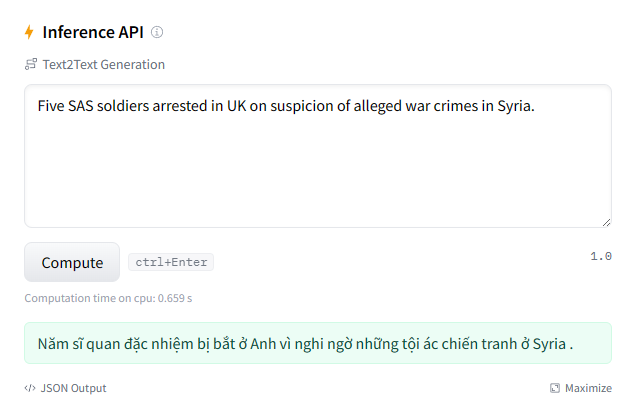 Inference API
Text2Text Generation
Five SAS soldiers arrested in UK on suspicion of alleged war crimes in Syria.
Compute ctrl+Enter 1.0
Computation time on cpu: 0.659 s
Năm sĩ quan đặc nhiệm bị bắt ở Anh vì nghi ngờ những tội ác chiến tranh ở Syria .
</> JSON Output Maximize